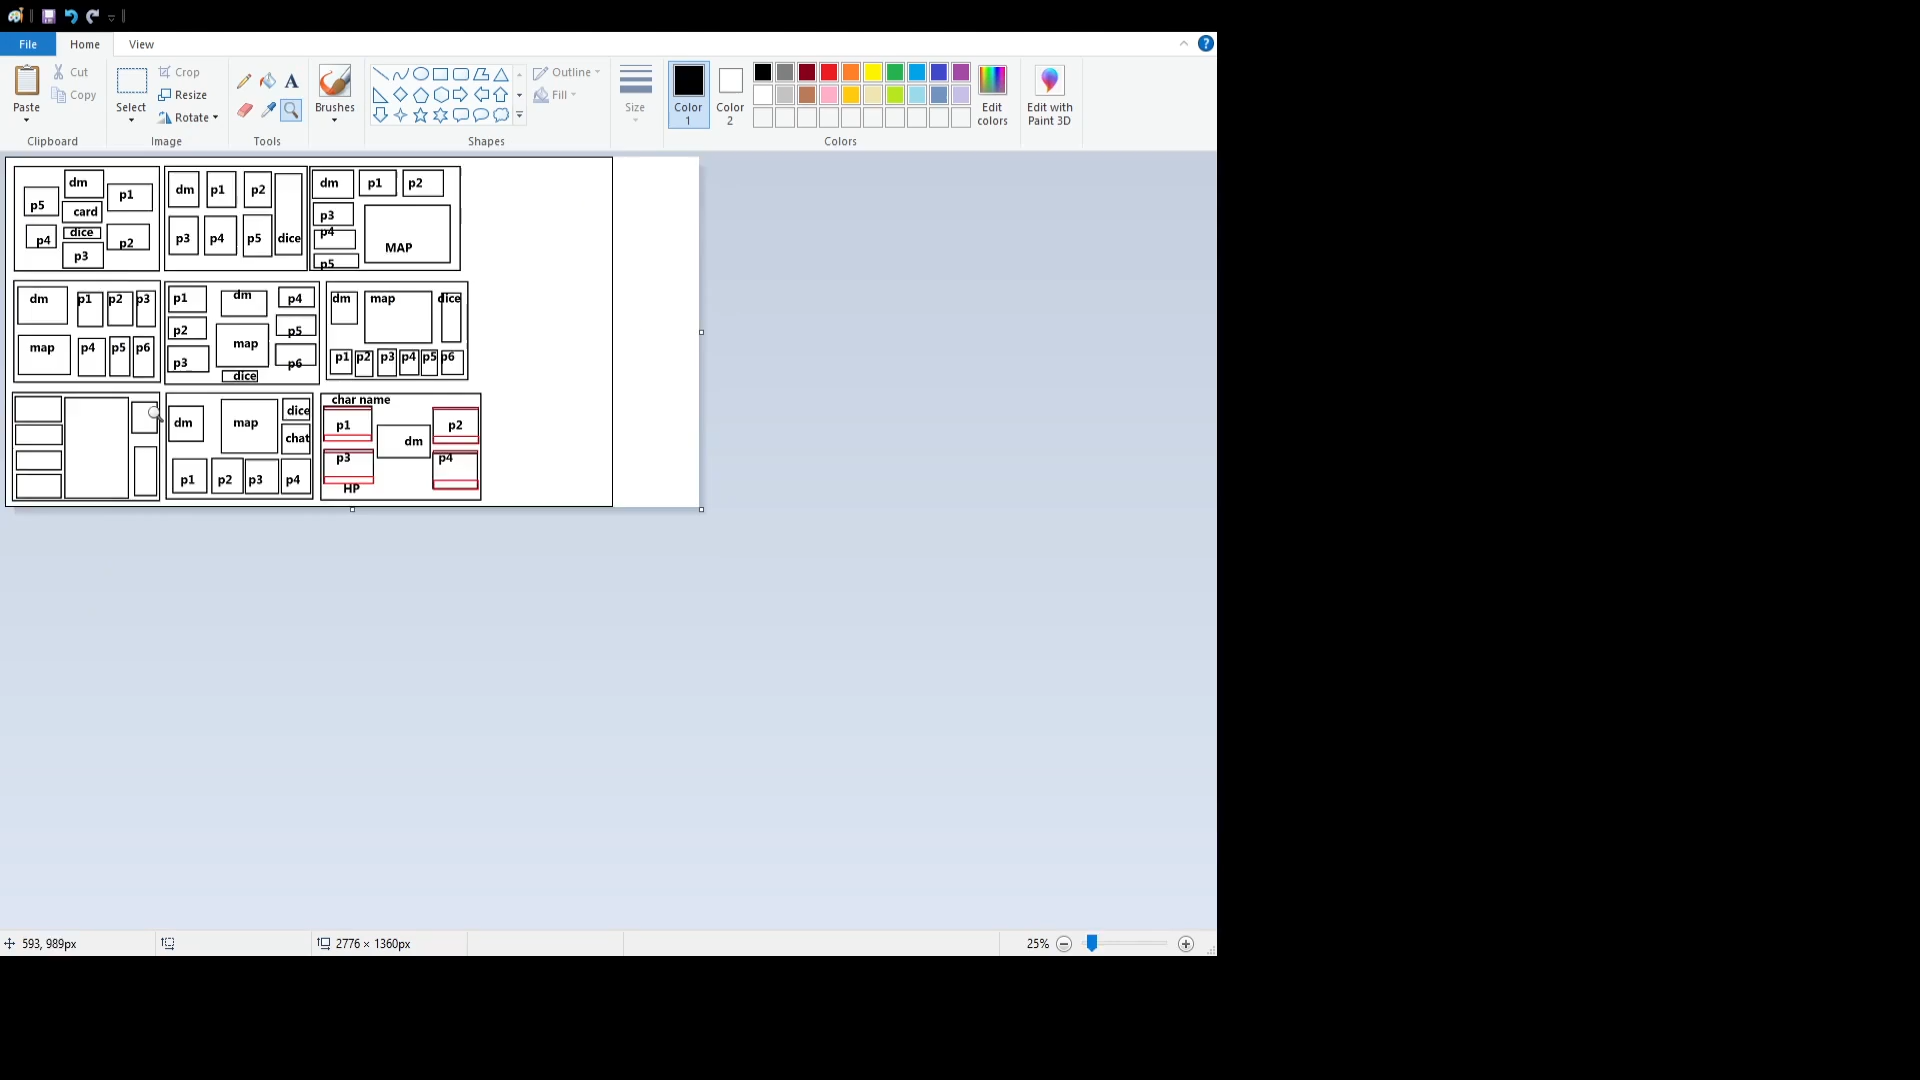 File Home View
Paste
Cut
Copy
Clipboard
Select
Crop
Resize
Rotate
Image
Tools
Brushes
Shapes
Outline
Fill
Size
Color 1
Color 2
Edit colors
Edit with Paint 3D
Colors
dm
p1
p5
card
dice
p4
p2
p3
dm p1 p2
p3 p4 p5 dice
dm p1 p2
p3
p4
MAP
p5
dm p1 p2 p3
map p4 p5 p6
p1 dm p4
p2 p5
map
p3 p6
dice
dm map dice
p1 p2 p3 p4 p5 p6
dm map dice
chat
p1 p2 p3 p4
char name
p1 p2
dm
p3 p4
HP
593, 989px
2776 × 1360px
25%